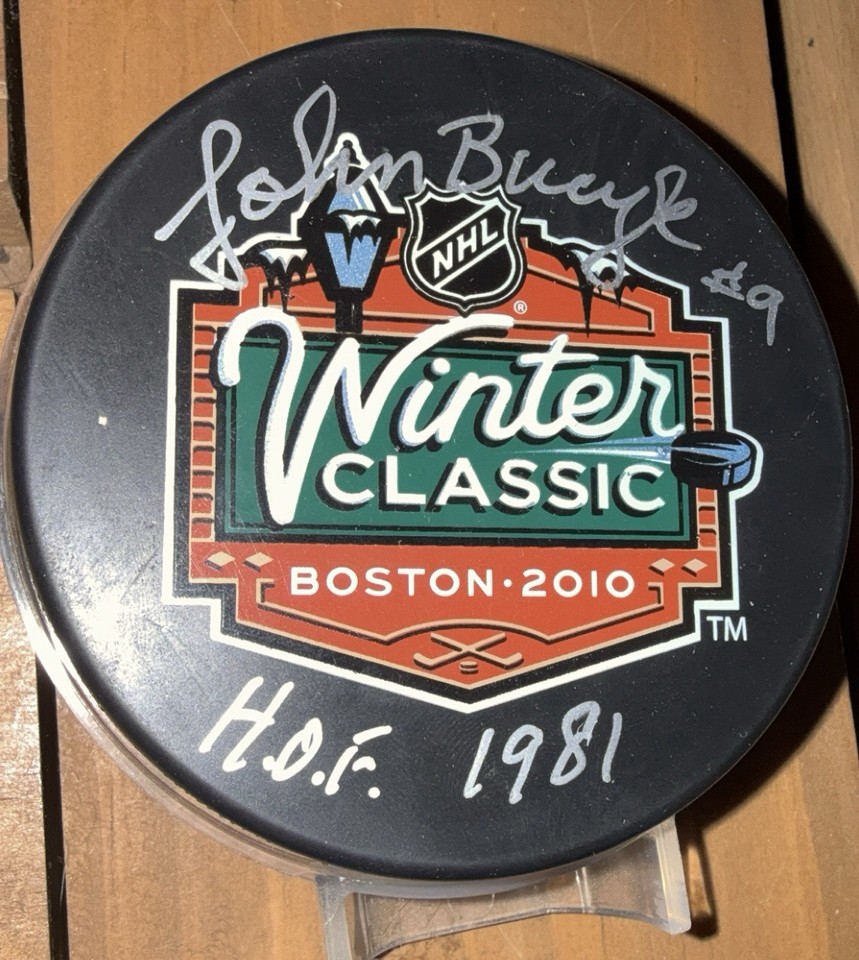 John Bucyk
#9
NHL
®
Winter
CLASSIC
BOSTON · 2010
TM
H.O.F. 1981